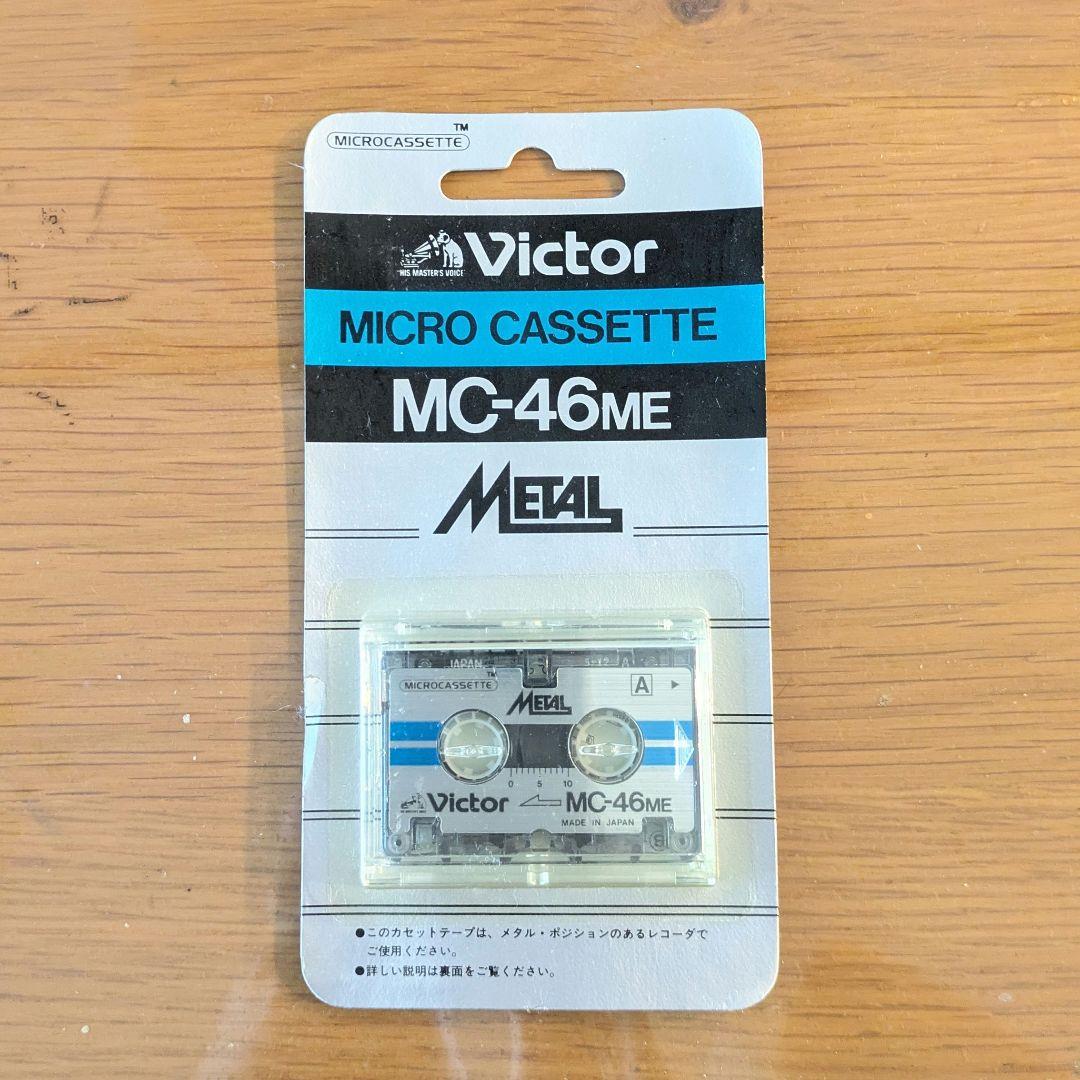 MICROCASSETTE™
HIS MASTER'S VOICE
Victor
MICRO CASSETTE
MC-46ME
METAL
JAPAN
MICROCASSETTE™
METAL
A
0 5 10
Victor
MC-46ME
MADE IN JAPAN
●このカセットテープは、メタル・ポジションのあるレコーダで
ご使用ください。
●詳しい説明は裏面をご覧ください。